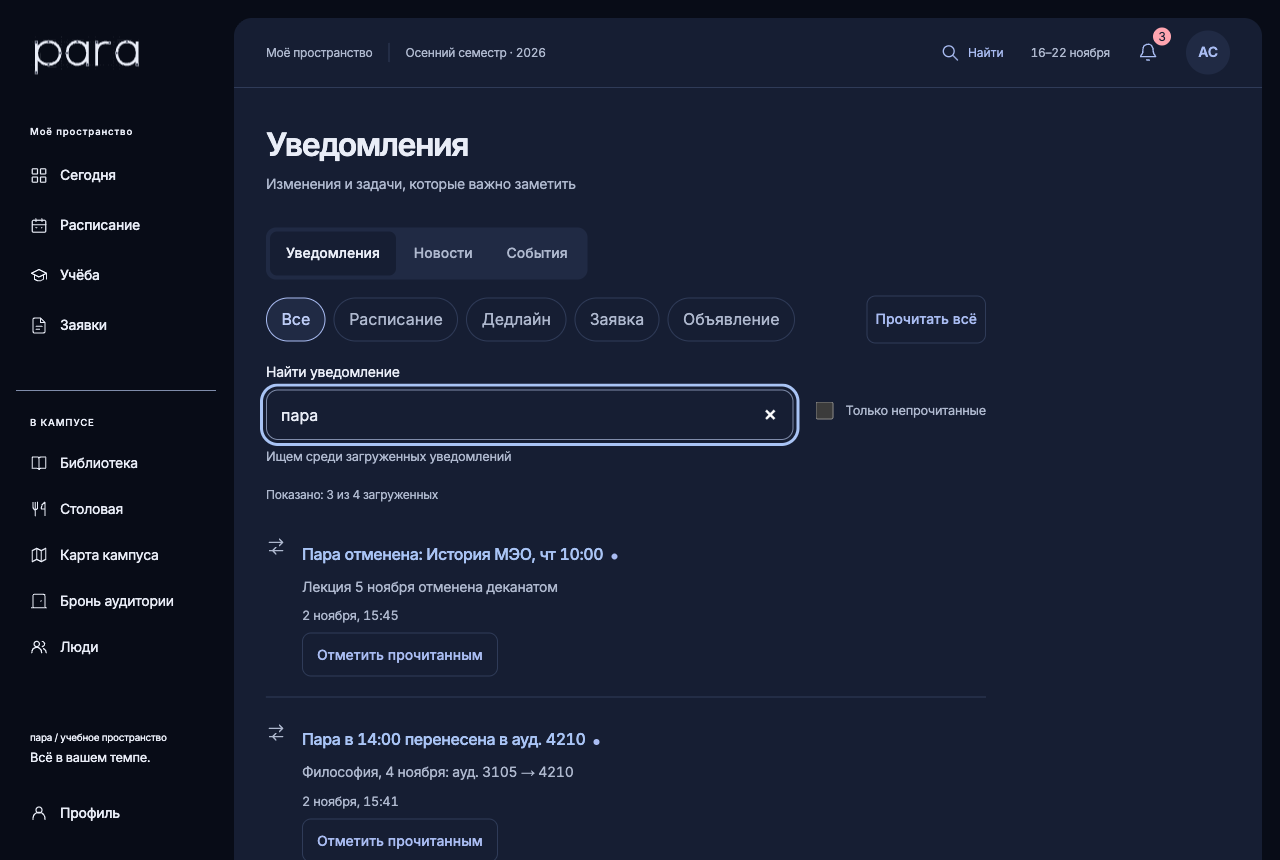 para
Моё пространство
Сегодня
Расписание
Учёба
Заявки
В КАМПУСЕ
Библиотека
Столовая
Карта кампуса
Бронь аудитории
Люди
пара / учебное пространство
Всё в вашем темпе.
Профиль
Моё пространство
Осенний семестр · 2026
Найти
16–22 ноября
3
АС
Уведомления
Изменения и задачи, которые важно заметить
Уведомления Новости События
Все Расписание Дедлайн Заявка Объявление Прочитать всё
Найти уведомление
пара
Только непрочитанные
Ищем среди загруженных уведомлений
Показано: 3 из 4 загруженных
Пара отменена: История МЭО, чт 10:00
Лекция 5 ноября отменена деканатом
2 ноября, 15:45
Отметить прочитанным
Пара в 14:00 перенесена в ауд. 4210
Философия, 4 ноября: ауд. 3105 → 4210
2 ноября, 15:41
Отметить прочитанным